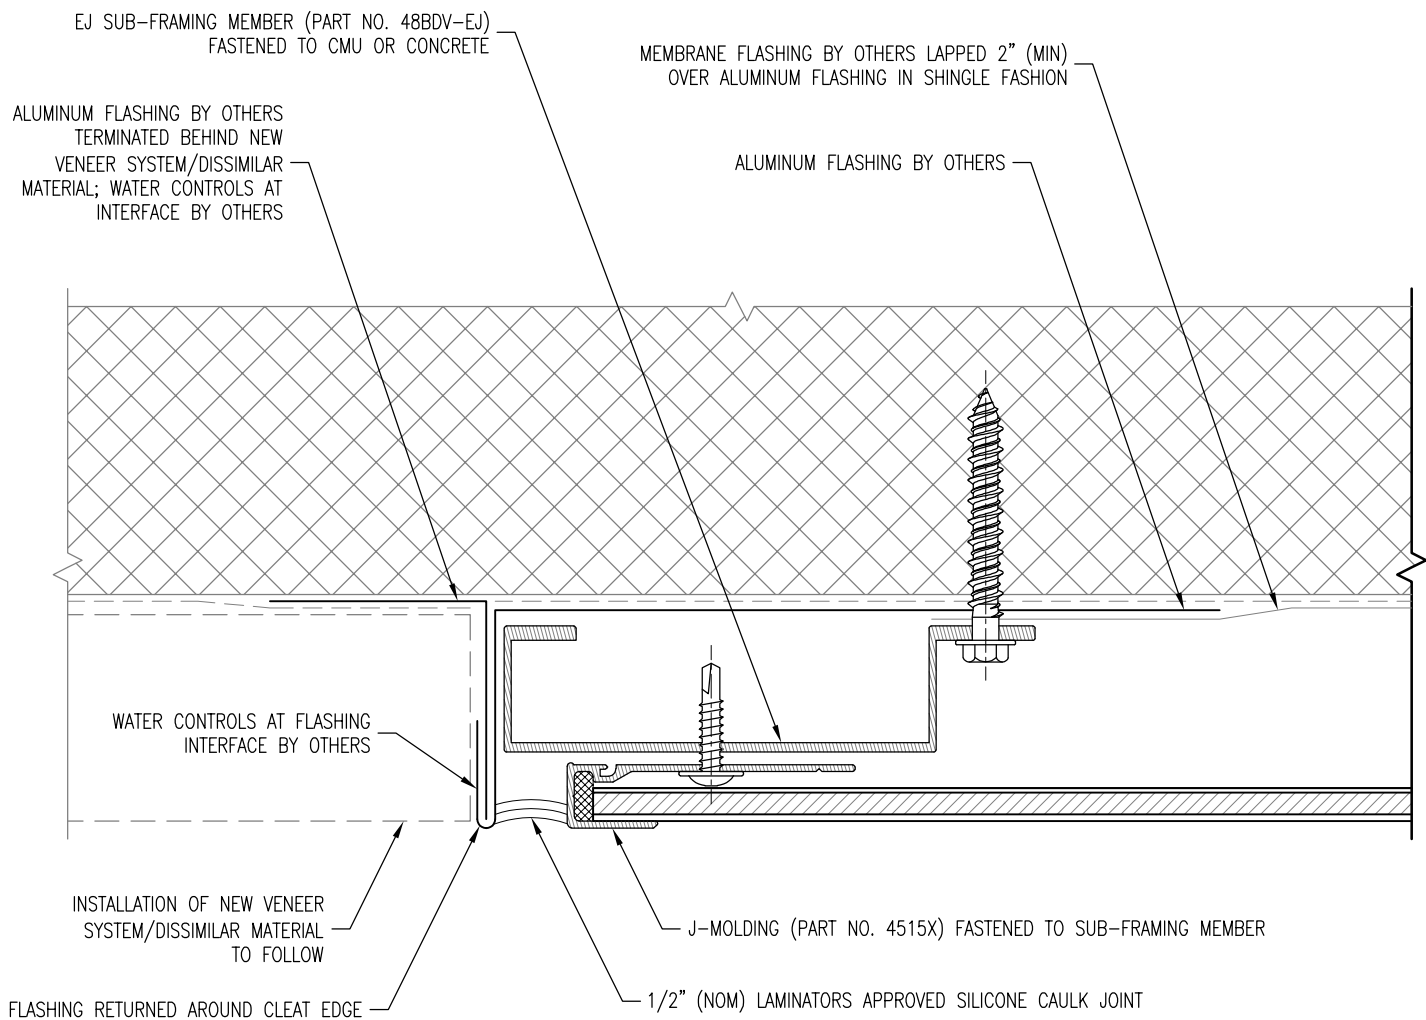 EJ SUB-FRAMING MEMBER (PART NO. 48BDV-EJ)
FASTENED TO CMU OR CONCRETE
MEMBRANE FLASHING BY OTHERS LAPPED 2" (MIN)
OVER ALUMINUM FLASHING IN SHINGLE FASHION
ALUMINUM FLASHING BY OTHERS
TERMINATED BEHIND NEW
VENEER SYSTEM/DISSIMILAR
MATERIAL; WATER CONTROLS AT
INTERFACE BY OTHERS
ALUMINUM FLASHING BY OTHERS
WATER CONTROLS AT FLASHING
INTERFACE BY OTHERS
INSTALLATION OF NEW VENEER
SYSTEM/DISSIMILAR MATERIAL
TO FOLLOW
J-MOLDING (PART NO. 4515X) FASTENED TO SUB-FRAMING MEMBER
FLASHING RETURNED AROUND CLEAT EDGE
1/2" (NOM) LAMINATORS APPROVED SILICONE CAULK JOINT